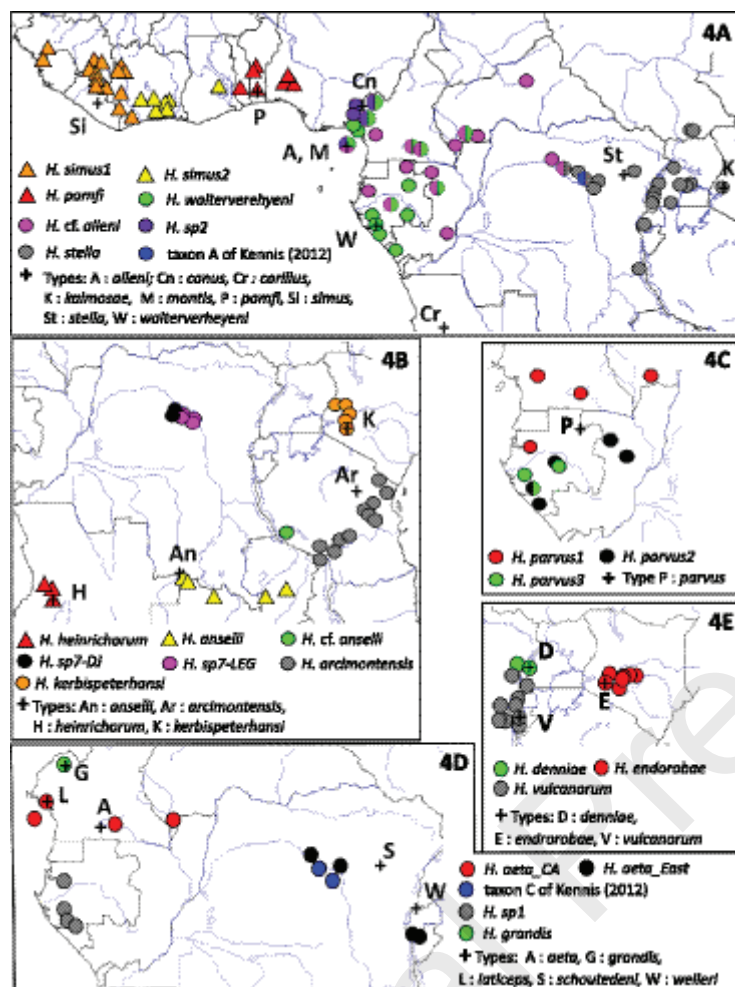 4A
Cn
Si
P
A, M
St
K
W
Cr
H. simus1
H. simus2
H. pamfi
H. walterverehyeni
H. cf. alleni
H. sp2
H. stella
taxon A of Kennis (2012)
+ Types: A : alleni; Cn : canus, Cr : carillus,
K : kaimosae, M : montis, P : pamfi, Si : simus,
St : stella, W : walterverheyeni
4B
K
Ar
An
H
H. heinrichorum
H. ansellii
H. cf. anselli
H. sp7-DJ
H. sp7-LEG
H. arcimontensis
H. kerbispeterhansi
+ Types: An : anselli, Ar : arcimontensis,
H : heinrichorum, K : kerbispeterhansi
4C
P
H. parvus1
H. parvus2
H. parvus3
+ Type P : parvus
4E
D
E
V
H. denniae
H. endorobae
H. vulcanorum
+ Types: D : denniae,
E : endrorobae, V : vulcanorum
4D
G
L
A
S
W
H. aeta_CA
H. aeta_East
taxon C of Kennis (2012)
H. sp1
H. grandis
+ Types: A : aeta, G : grandis,
L : laticeps, S : schoutedeni, W : weileri